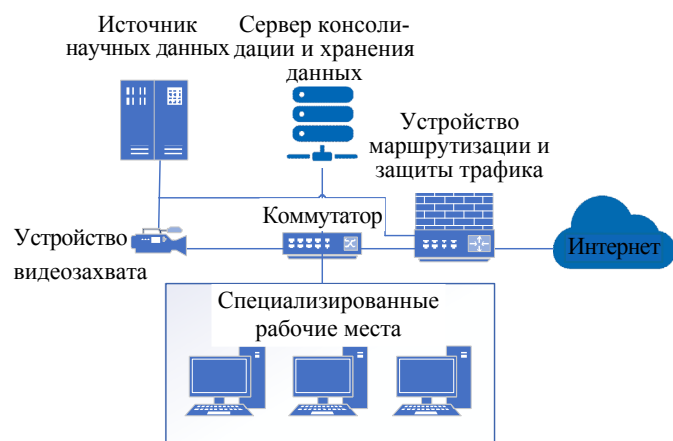 Источник
научных данных
Сервер консоли-
дации и хранения
данных
Устройство
маршрутизации и
защиты трафика
Коммутатор
Устройство
видеозахвата
Интернет
Специализированные
рабочие места